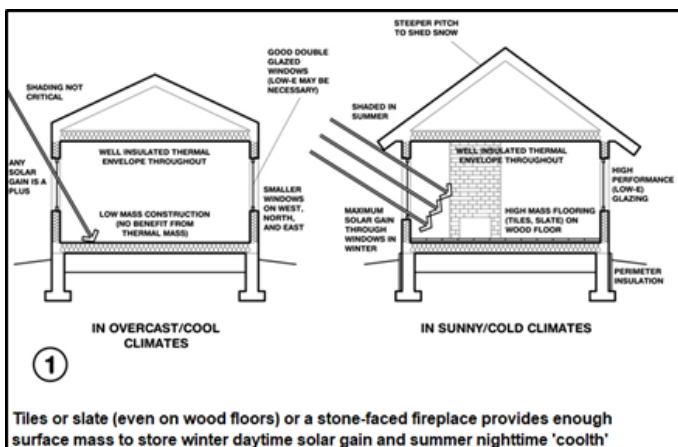 STEEPER PITCH
TO SHED SNOW
GOOD DOUBLE
GLAZED
WINDOWS
(LOW-E MAY BE
NECESSARY)
SHADING NOT
CRITICAL
ANY
SOLAR
GAIN IS A
PLUS
WELL INSULATED THERMAL
ENVELOPE THROUGHOUT
LOW MASS CONSTRUCTION
(NO BENEFIT FROM
THERMAL MASS)
SMALLER
WINDOWS
ON WEST,
NORTH,
AND EAST
IN OVERCAST/COOL
CLIMATES
SHADED IN
SUMMER
WELL INSULATED THERMAL
ENVELOPE THROUGHOUT
MAXIMUM
SOLAR GAIN
THROUGH
WINDOWS IN
WINTER
HIGH MASS FLOORING
(TILES, SLATE) ON
WOOD FLOOR
HIGH
PERFORMANCE
(LOW-E)
GLAZING
PERIMETER
INSULATION
IN SUNNY/COLD CLIMATES
1
Tiles or slate (even on wood floors) or a stone-faced fireplace provides enough
surface mass to store winter daytime solar gain and summer nighttime 'coolth'